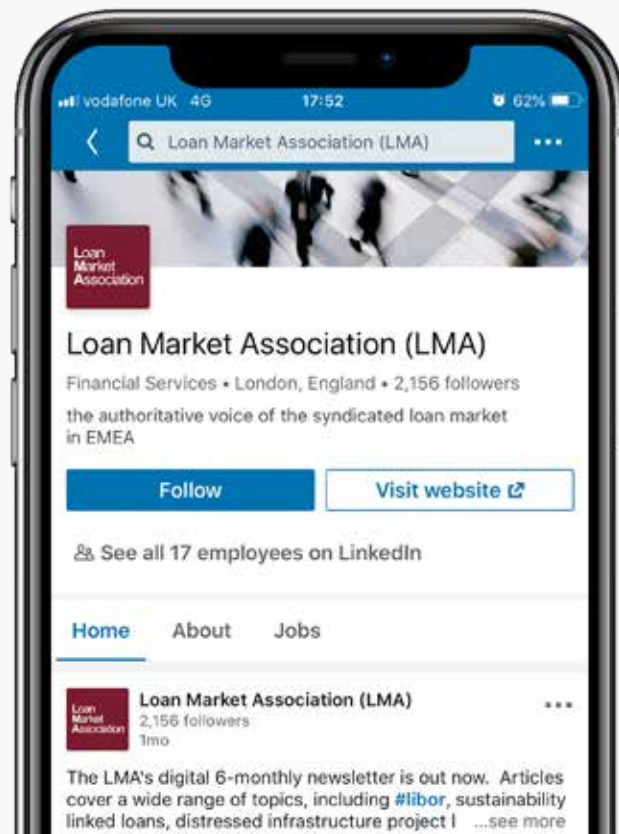 vodafone UK 4G 17:52 62%
Loan Market Association (LMA)
Loan
Market
Association
Loan Market Association (LMA)
Financial Services • London, England • 2,156 followers
the authoritative voice of the syndicated loan market
in EMEA
Follow Visit website
See all 17 employees on LinkedIn
Home About Jobs
Loan
Market
Association
Loan Market Association (LMA)
2,156 followers
1mo
The LMA's digital 6-monthly newsletter is out now. Articles
cover a wide range of topics, including #libor, sustainability
linked loans, distressed infrastructure project l ...see more